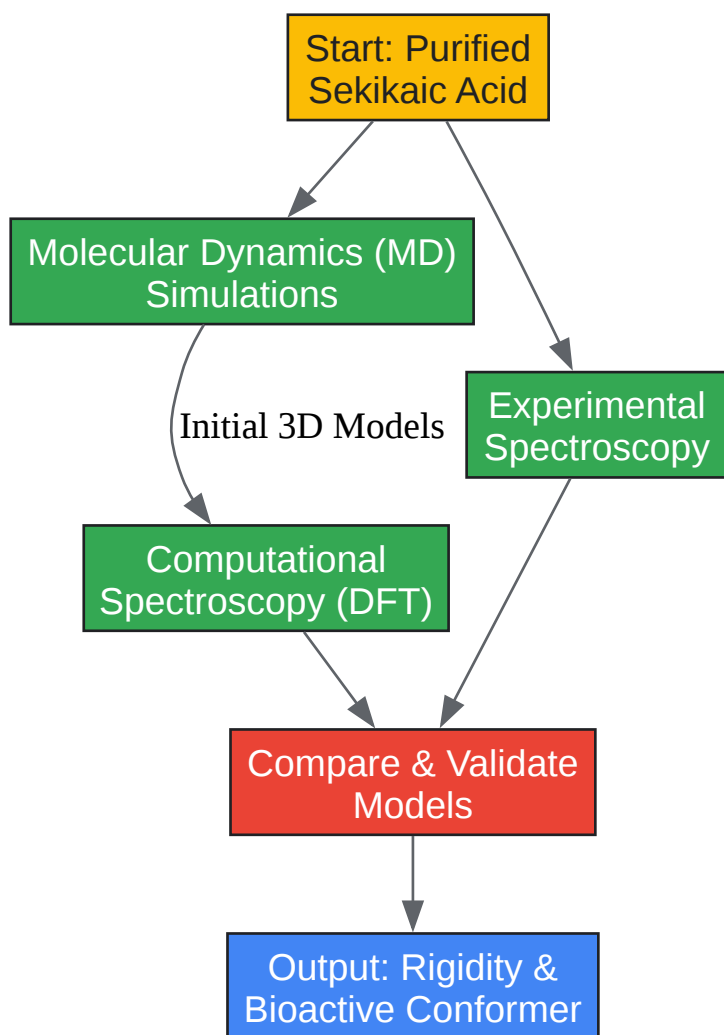 Start: Purified
Sekikaic Acid
Molecular Dynamics (MD)
Simulations
Initial 3D Models
Experimental
Spectroscopy
Computational
Spectroscopy (DFT)
Compare & Validate
Models
Output: Rigidity &
Bioactive Conformer